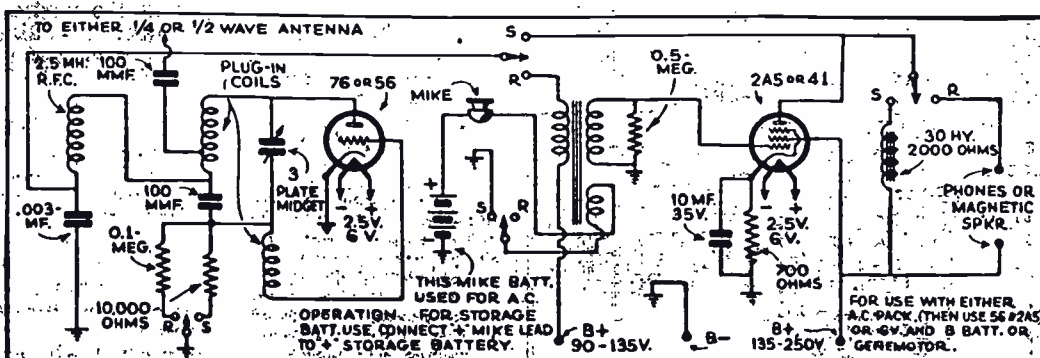 TO EITHER 1/4 OR 1/2 WAVE ANTENNA
2.5 MH.
R.F.C.
100
MMF.
PLUG-IN
COILS
76 OR 56
MIKE
S
R
0.5-
MEG.
2A5 OR 41
S
R
30 HY.
2000 OHMS
PHONES OR
MAGNETIC
SPKR.
.003-
MF.
100
MMF.
3
PLATE
MIDGET
- +
2.5 V.
6 V.
+
-
S
R
10 MF.
35V.
- +
2.5V.
6 V.
700
OHMS
0.1-
MEG.
10,000
OHMS
R
S
THIS MIKE BATT.
USED FOR A.C.
OPERATION. FOR STORAGE
BATT. USE, CONNECT + MIKE LEAD
TO "+" STORAGE BATTERY.
B+
90-135V.
B-
B+
135-250V.
FOR USE WITH EITHER
A.C. PACK, (THEN USE 56 & 2A5)
OR 6V. AND B BATT. OR
GENEMOTOR.